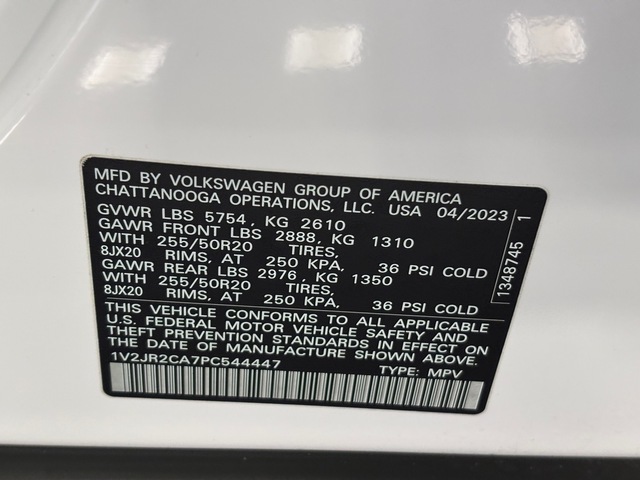 MFD BY VOLKSWAGEN GROUP OF AMERICA
CHATTANOOGA OPERATIONS, LLC. USA 04/2023
GVWR LBS 5754, KG 2610
GAWR FRONT LBS 2888, KG 1310
WITH 255/50R20 TIRES,
8JX20 RIMS, AT 250 KPA, 36 PSI COLD
GAWR REAR LBS 2976, KG 1350
WITH 255/50R20 TIRES,
8JX20 RIMS, AT 250 KPA, 36 PSI COLD
THIS VEHICLE CONFORMS TO ALL APPLICABLE
U.S. FEDERAL MOTOR VEHICLE SAFETY AND
THEFT PREVENTION STANDARDS IN EFFECT ON THE
DATE OF MANUFACTURE SHOWN ABOVE.
1V2JR2CA7PC544447 TYPE: MPV
1348745 1